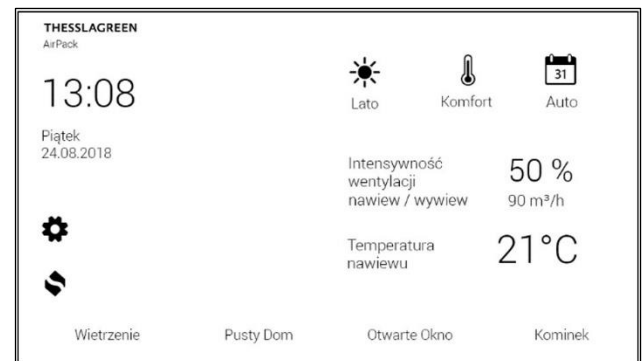 THESSLAGREEN
AirPack
13:08
Piątek
24.08.2018
31
Lato
Komfort
Auto
Intensywność
wentylacji
nawiew / wywiew
50 %
90 m³/h
Temperatura
nawiewu
21°C
Wietrzenie
Pusty Dom
Otwarte Okno
Kominek